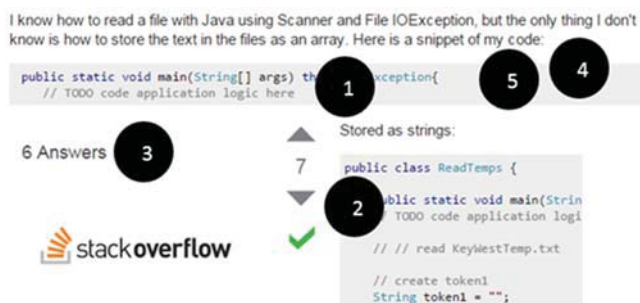 I know how to read a file with Java using Scanner and File IOException, but the only thing I don't
know is how to store the text in the files as an array. Here is a snippet of my code:
public static void main(String[] args) th ception{
// TODO code application logic here
1
5
4
6 Answers
3
7
Stored as strings:
public class ReadTemps {
ublic static void main(Strin
2
TODO code application logi
// // read KeyWestTemp.txt
// create token1
String token1 = "";
stackoverflow